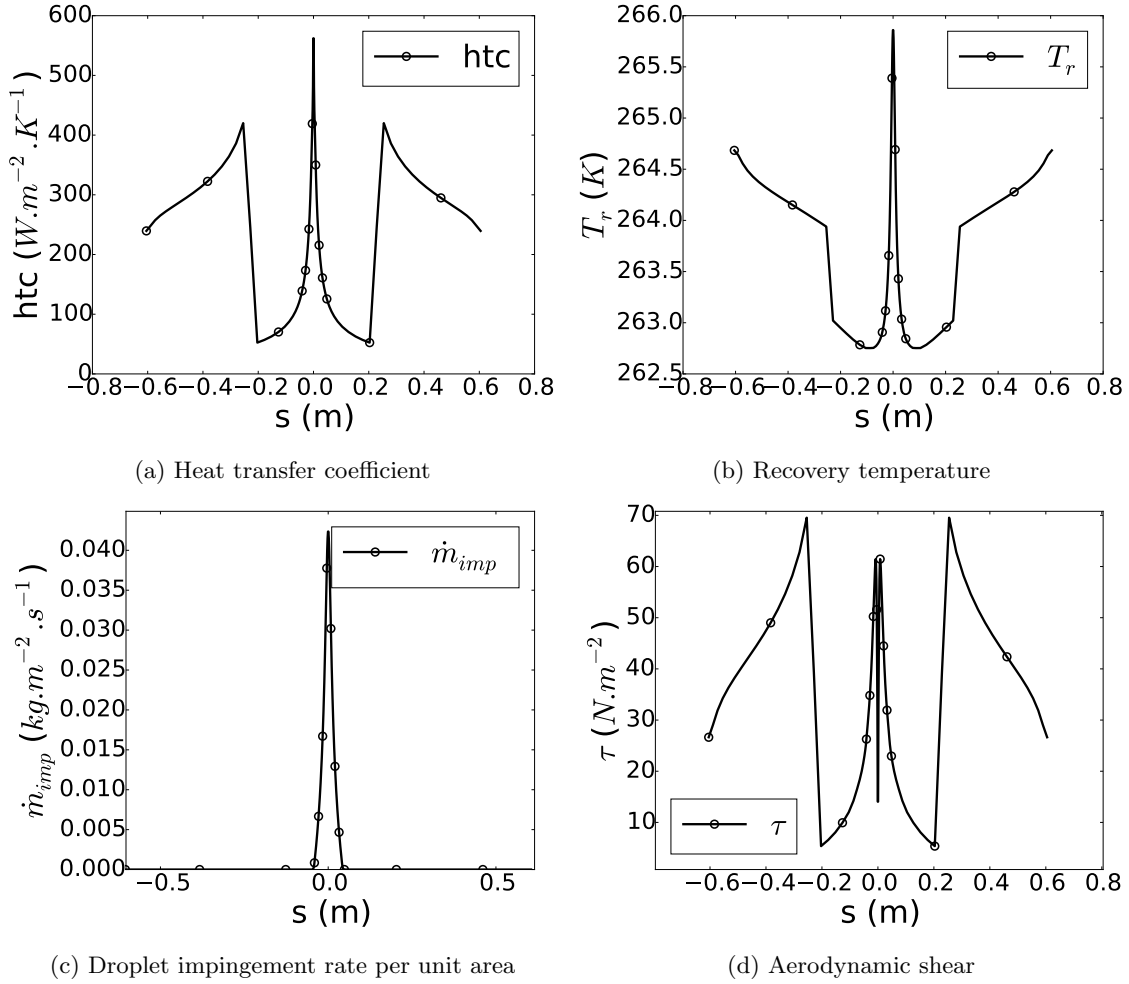 600
500
400
300
200
100
0
htc (W.m⁻².K⁻¹)
htc
−0.8 −0.6 −0.4 −0.2 0.0 0.2 0.4 0.6 0.8
s (m)
(a) Heat transfer coefficient
266.0
265.5
265.0
264.5
264.0
263.5
263.0
262.5
T_r (K)
T_r
−0.8 −0.6 −0.4 −0.2 0.0 0.2 0.4 0.6 0.8
s (m)
(b) Recovery temperature
0.040
0.035
0.030
0.025
0.020
0.015
0.010
0.005
0.000
ṁ_imp (kg.m⁻².s⁻¹)
ṁ_imp
−0.5 0.0 0.5
s (m)
(c) Droplet impingement rate per unit area
70
60
50
40
30
20
10
τ (N.m⁻²)
τ
−0.6 −0.4 −0.2 0.0 0.2 0.4 0.6 0.8
s (m)
(d) Aerodynamic shear